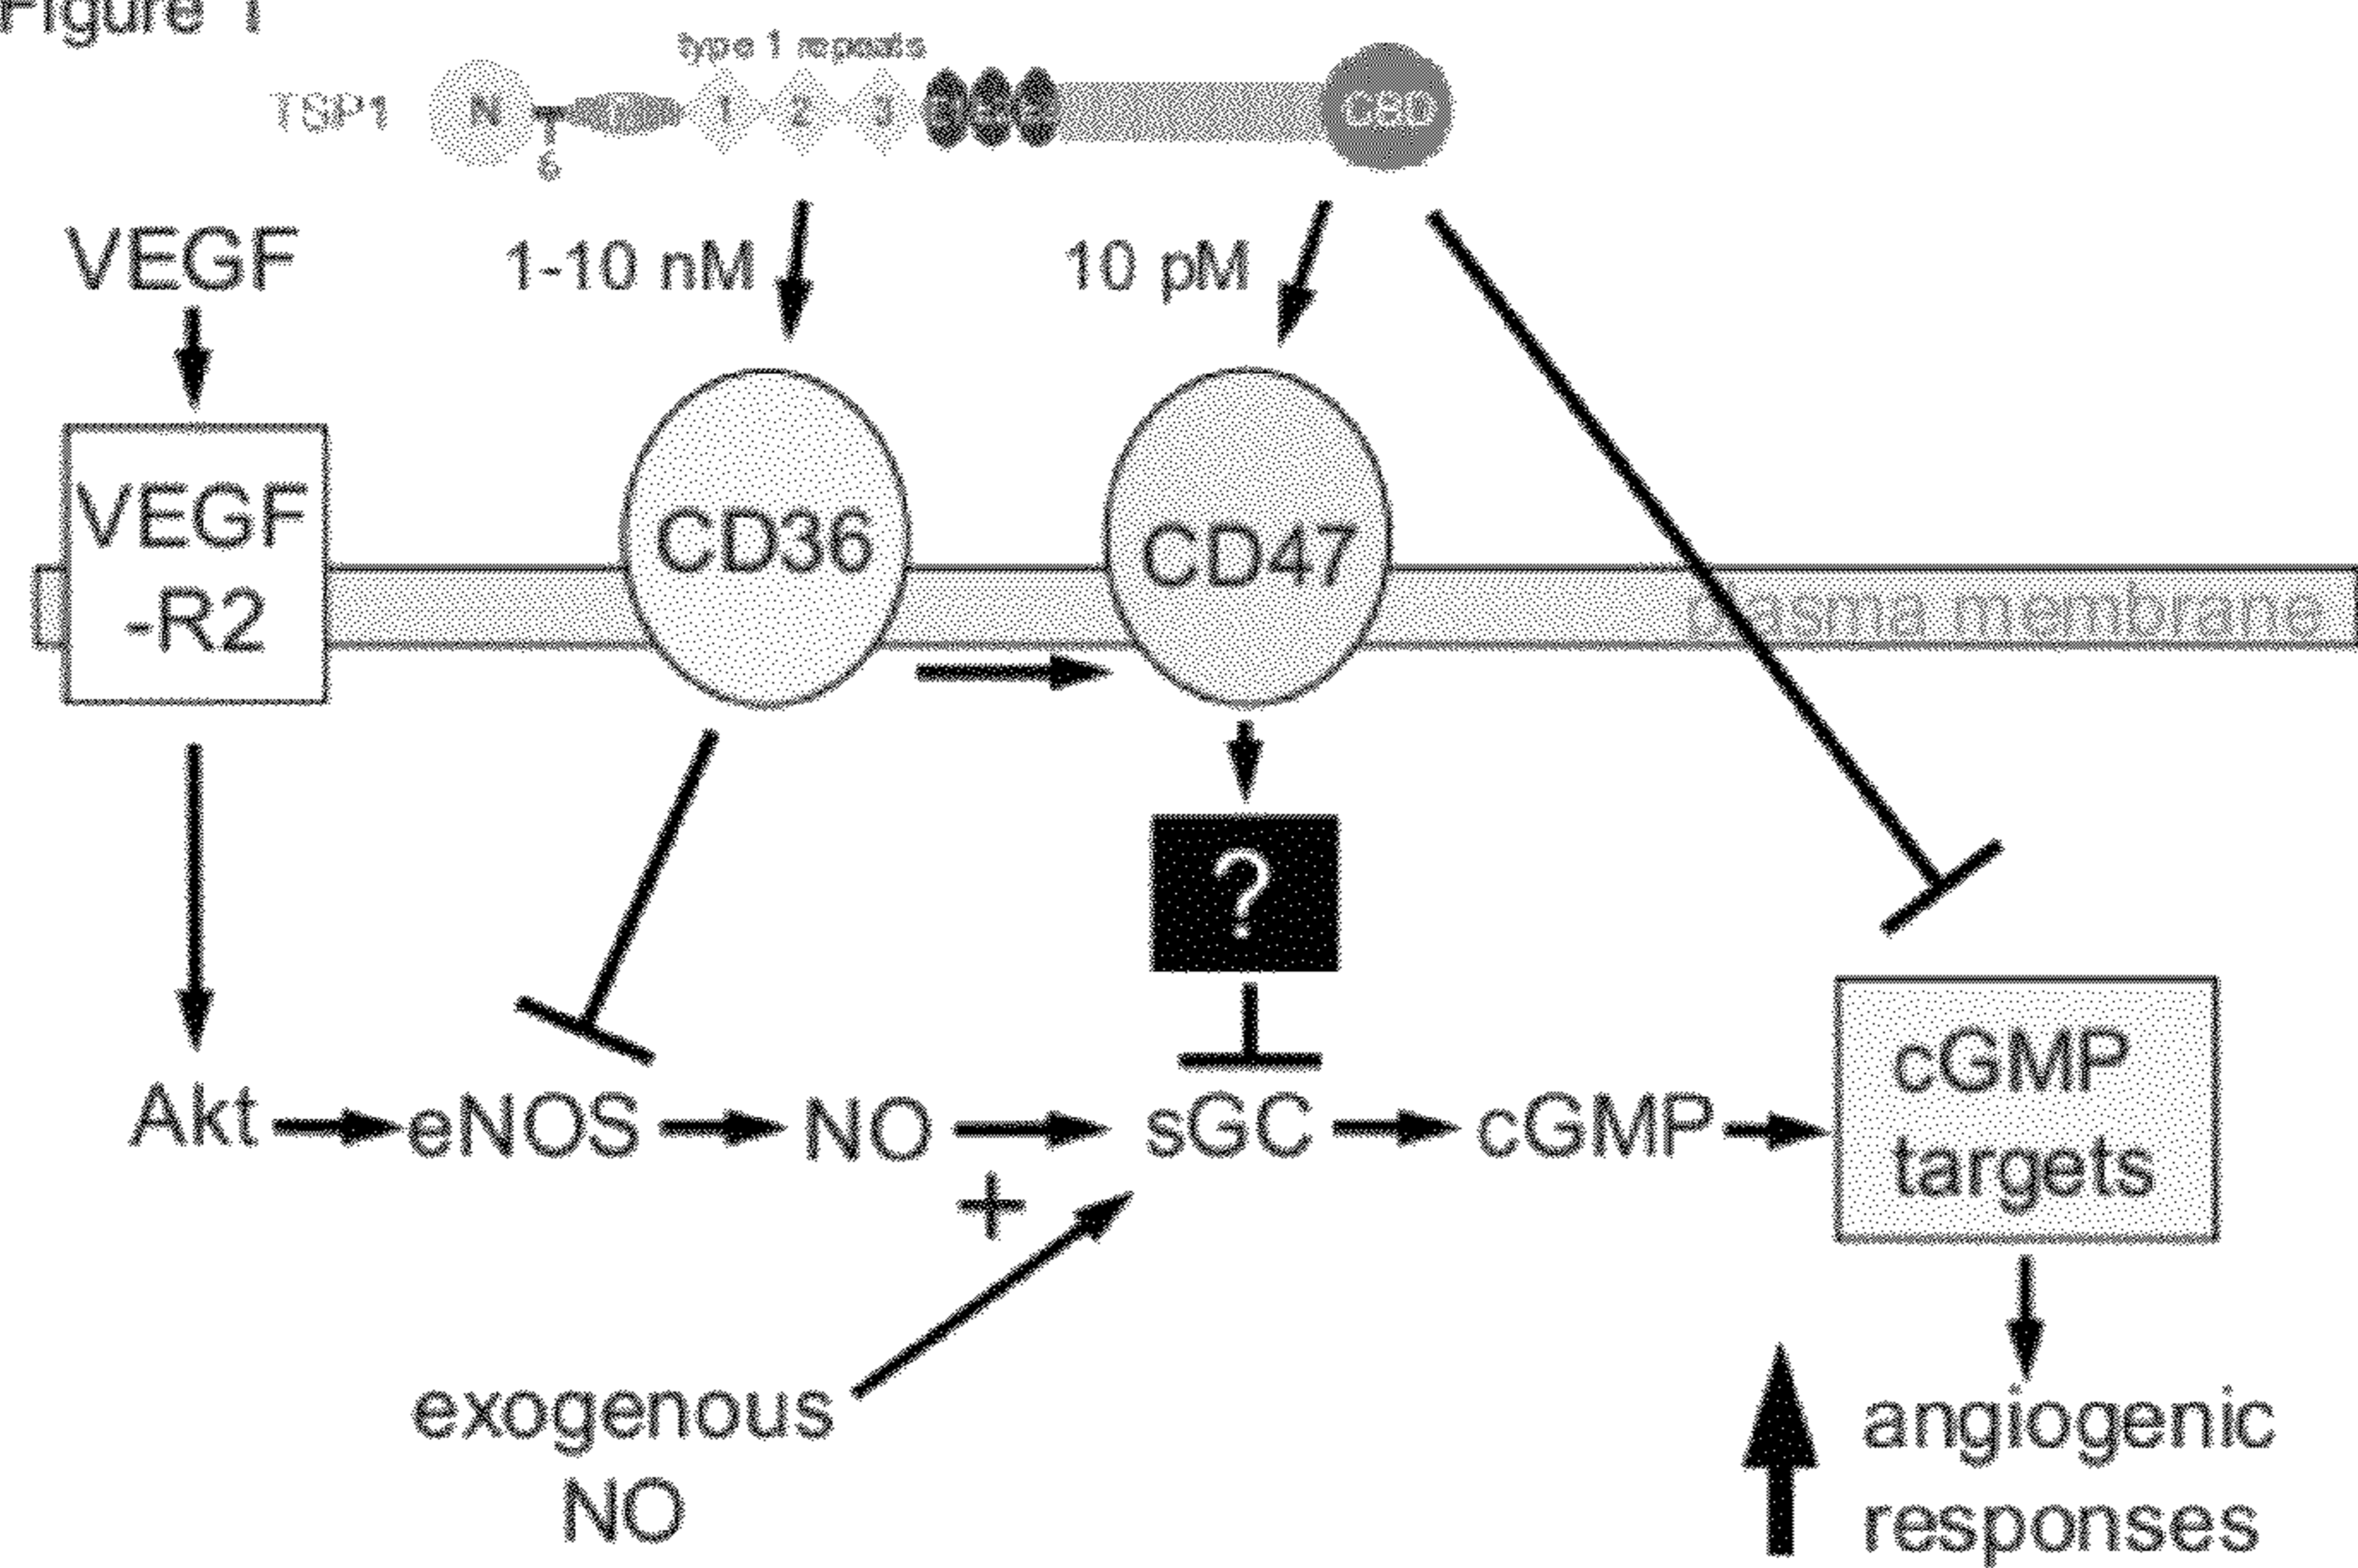 Figure 1
type 1 repeats
TSP1
N
1
2
3
CBD
6
VEGF
1-10 nM
10 pM
VEGF
-R2
CD36
CD47
plasma membrane
?
Akt
eNOS
NO
sGC
cGMP
cGMP
targets
+
exogenous
NO
angiogenic
responses